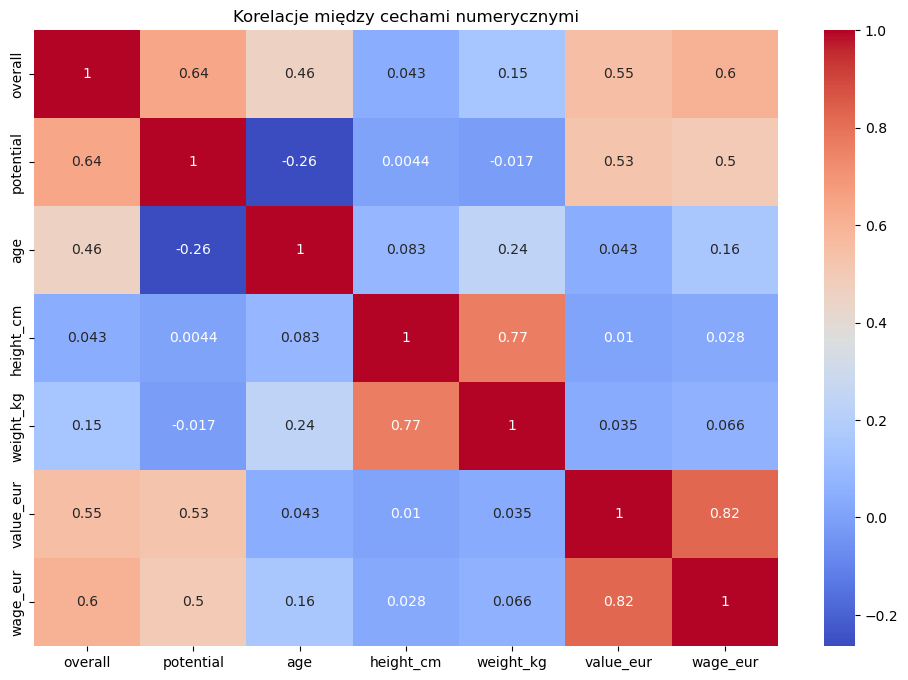 Korelacje między cechami numerycznymi
overall 1 0.64 0.46 0.043 0.15 0.55 0.6
potential 0.64 1 -0.26 0.0044 -0.017 0.53 0.5
age 0.46 -0.26 1 0.083 0.24 0.043 0.16
height_cm 0.043 0.0044 0.083 1 0.77 0.01 0.028
weight_kg 0.15 -0.017 0.24 0.77 1 0.035 0.066
value_eur 0.55 0.53 0.043 0.01 0.035 1 0.82
wage_eur 0.6 0.5 0.16 0.028 0.066 0.82 1
overall potential age height_cm weight_kg value_eur wage_eur
1.0
0.8
0.6
0.4
0.2
0.0
-0.2